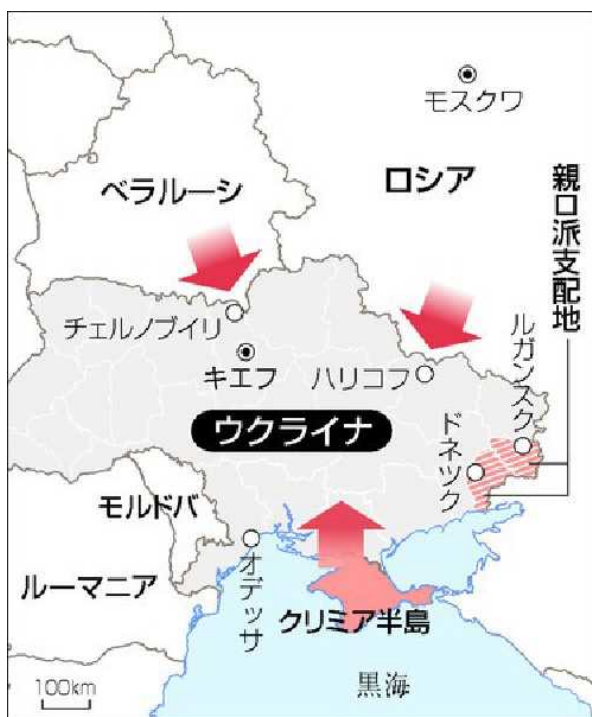 モスクワ
ロシア
ベラルーシ
親ロ派支配地
チェルノブイリ
キエフ
ハリコフ
ルガンスク
ウクライナ
ドネツク
モルドバ
オデッサ
ルーマニア
クリミア半島
黒海
100km